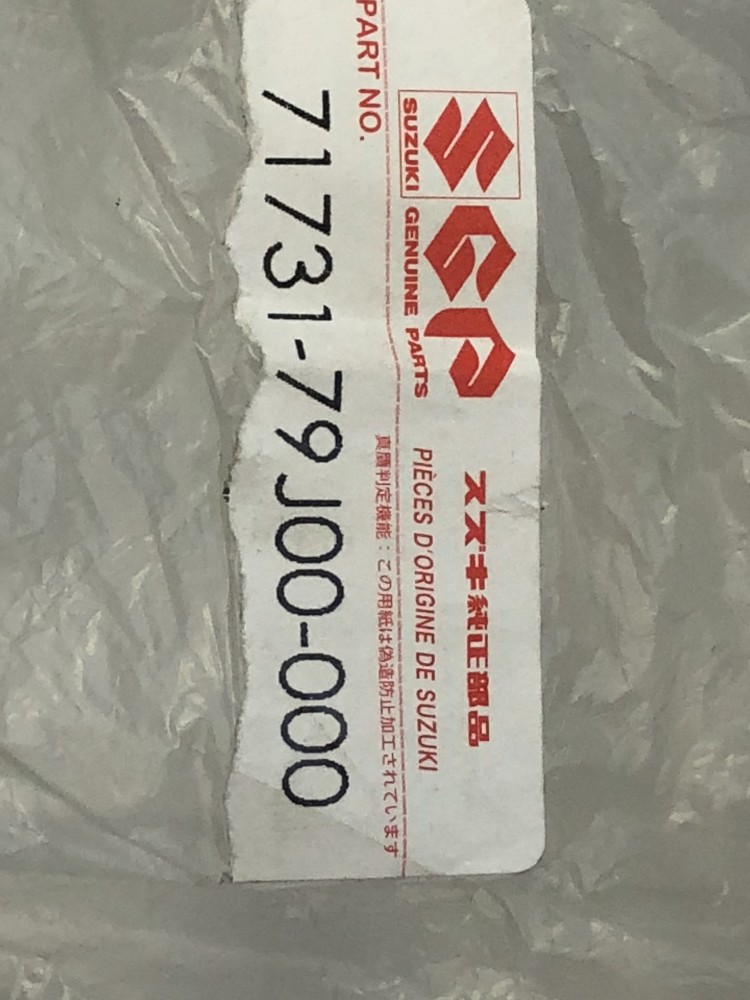 SGP
SUZUKI GENUINE PARTS
スズキ純正部品
PIÈCES D'ORIGINE DE SUZUKI
真贋判定機能：この用紙は偽造防止加工されています
PART NO.
71731-79J00-000